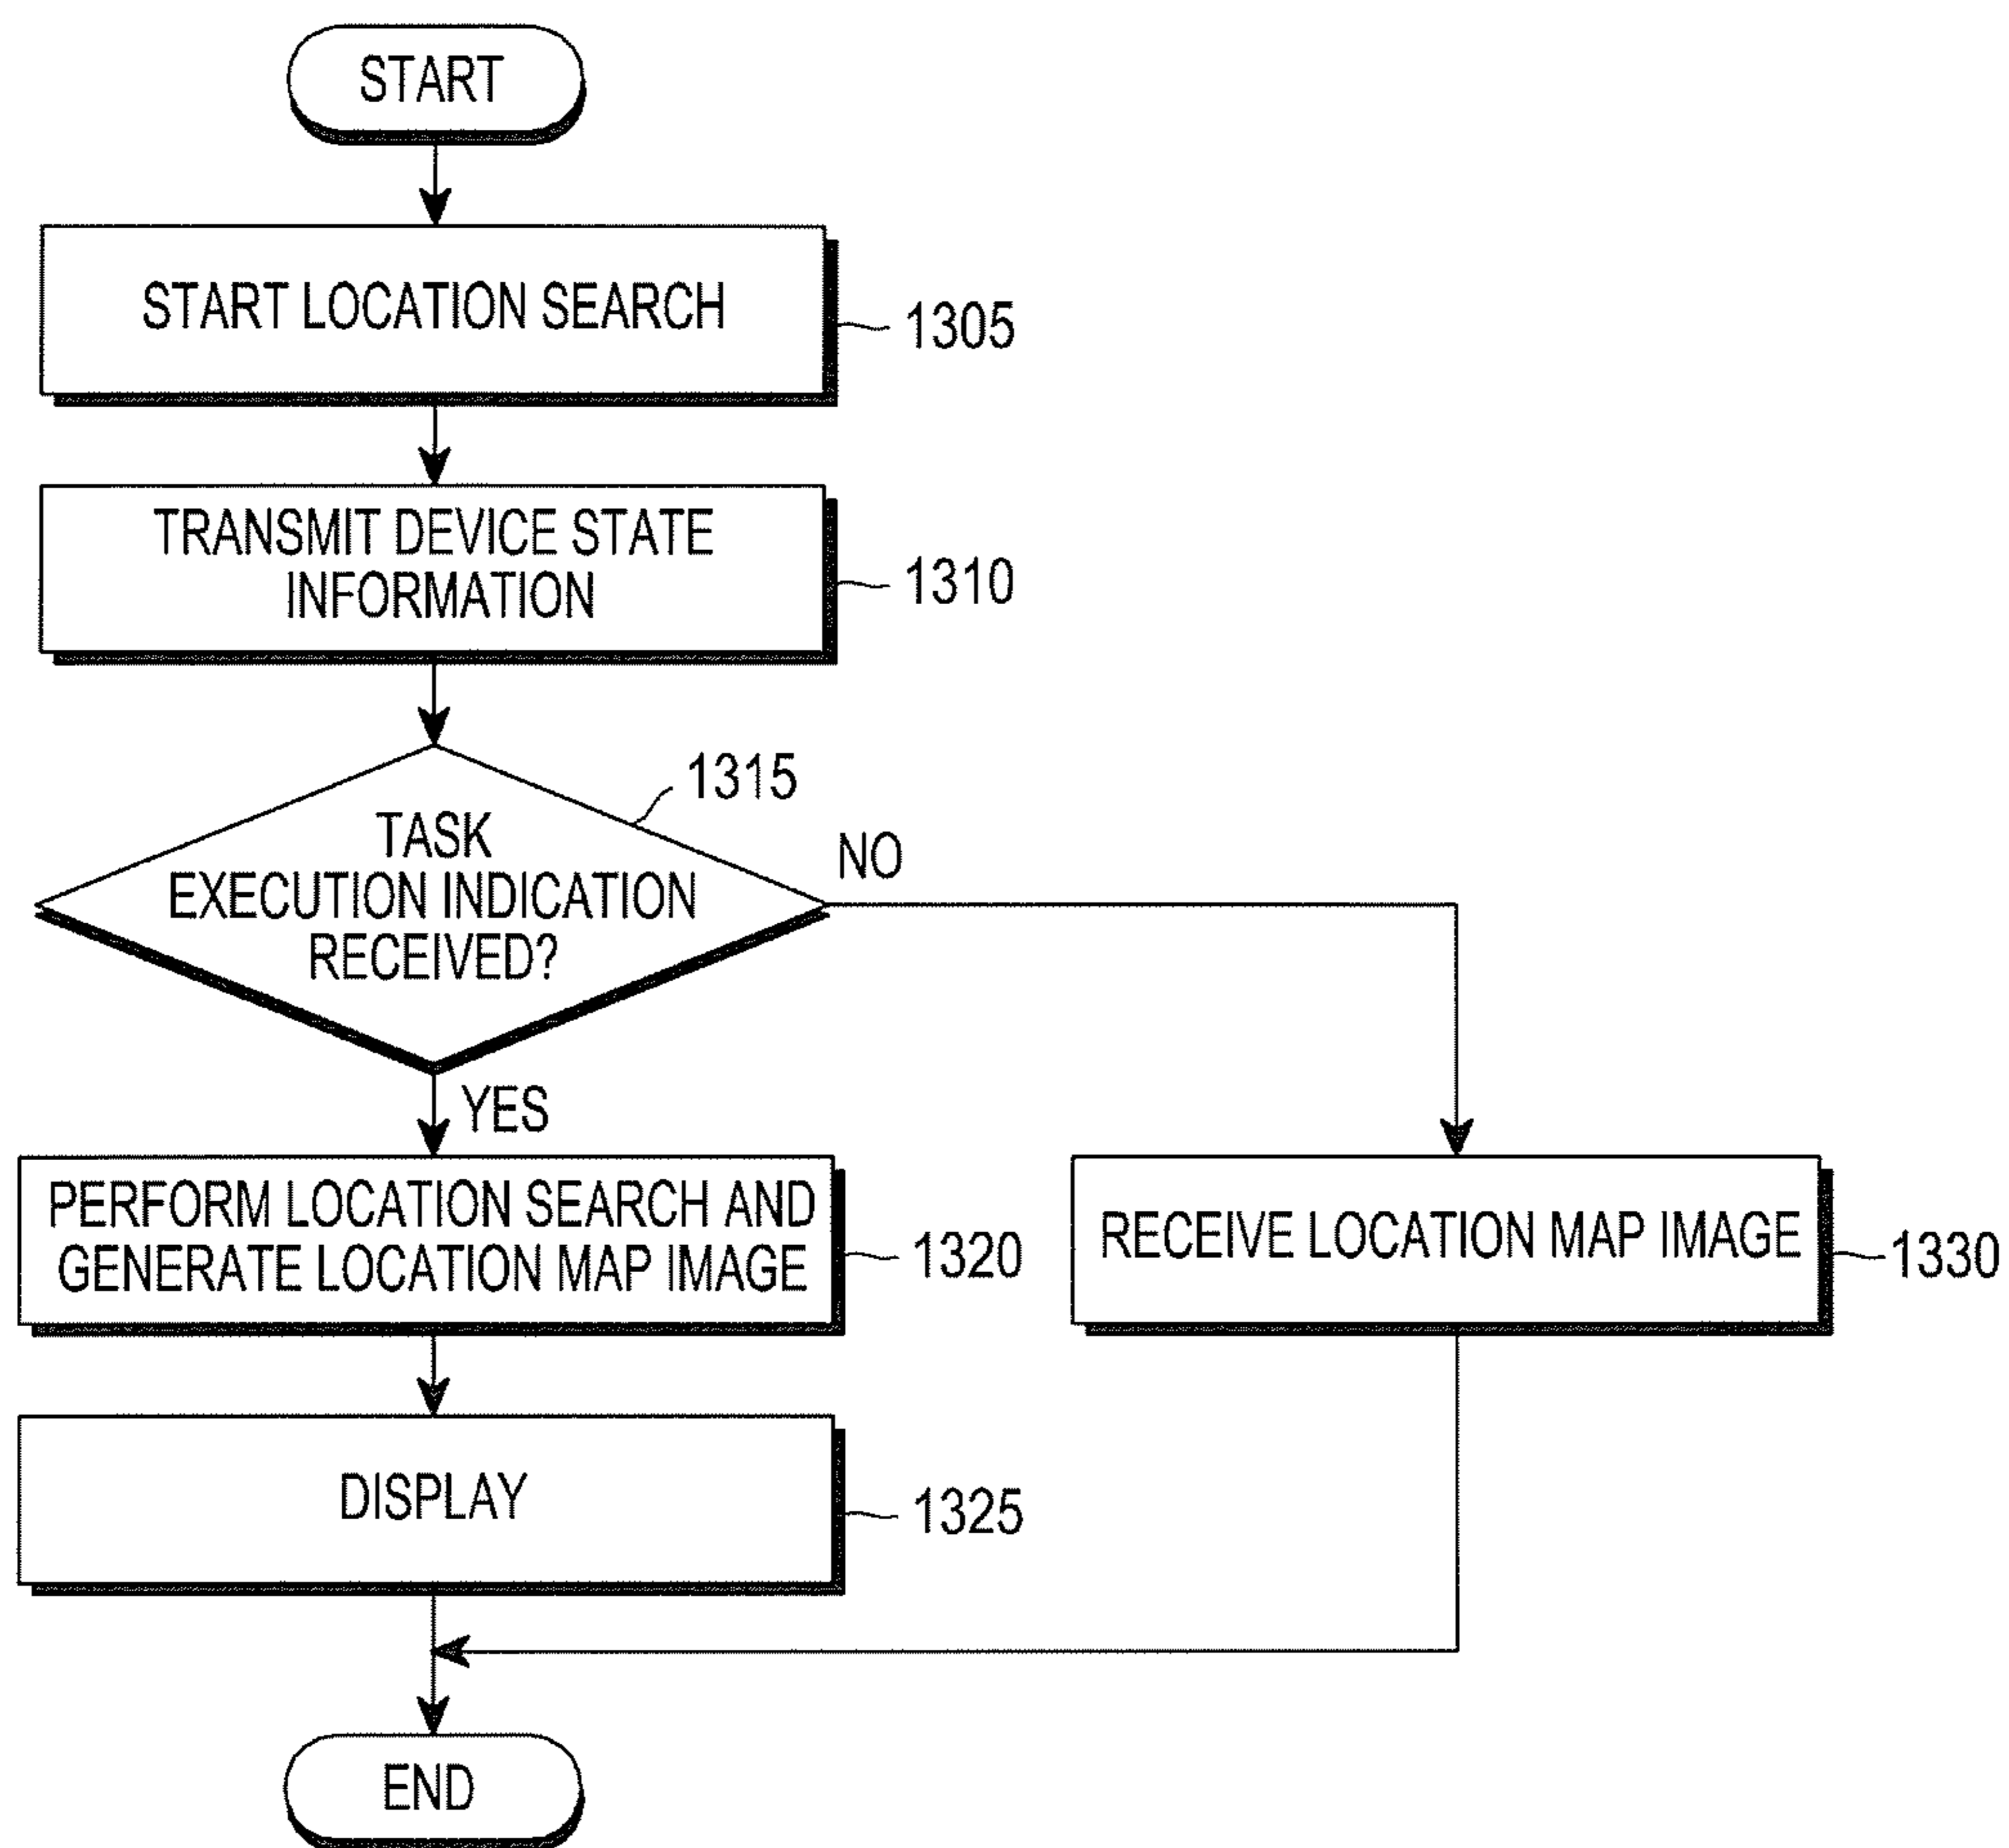 START
START LOCATION SEARCH
1305
TRANSMIT DEVICE STATE
INFORMATION
1310
1315
TASK
EXECUTION INDICATION
RECEIVED?
NO
YES
PERFORM LOCATION SEARCH AND
GENERATE LOCATION MAP IMAGE
1320
RECEIVE LOCATION MAP IMAGE
1330
DISPLAY
1325
END